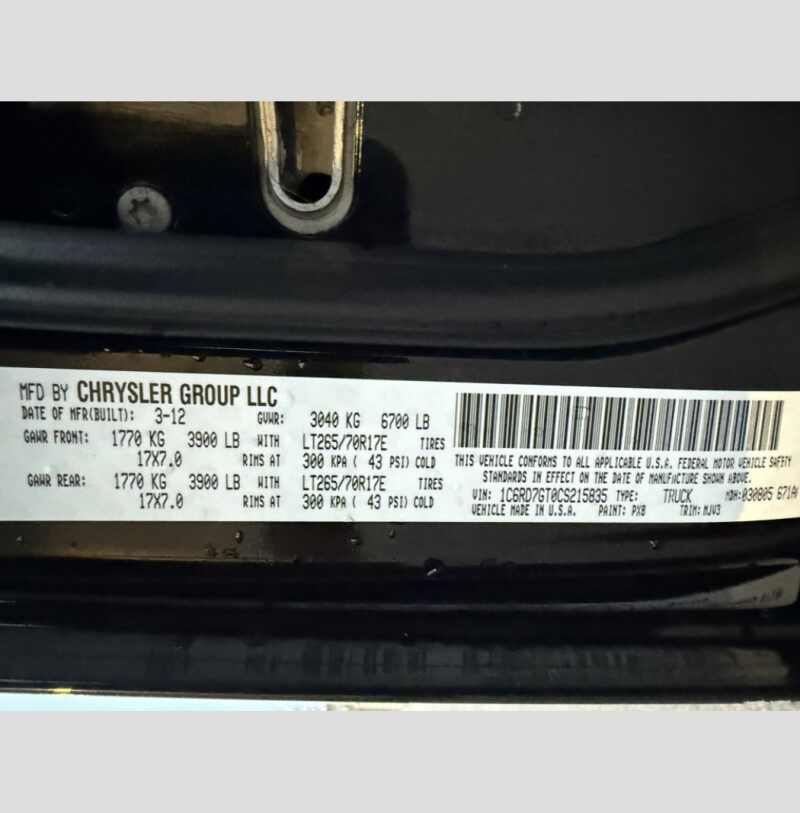 MFD BY CHRYSLER GROUP LLC
DATE OF MFR(BUILT): 3-12 GVWR: 3040 KG 6700 LB
GAWR FRONT: 1770 KG 3900 LB WITH LT265/70R17E TIRES
17X7.0 RIMS AT 300 KPA ( 43 PSI) COLD
GAWR REAR: 1770 KG 3900 LB WITH LT265/70R17E TIRES
17X7.0 RIMS AT 300 KPA ( 43 PSI) COLD
THIS VEHICLE CONFORMS TO ALL APPLICABLE U.S.A. FEDERAL MOTOR VEHICLE SAFETY
STANDARDS IN EFFECT ON THE DATE OF MANUFACTURE SHOWN ABOVE.
VIN: 1C6RD7GT0CS215835 TYPE: TRUCK MDH: 030805 671AV
VEHICLE MADE IN U.S.A. PAINT: PX8 TRIM: MJV3